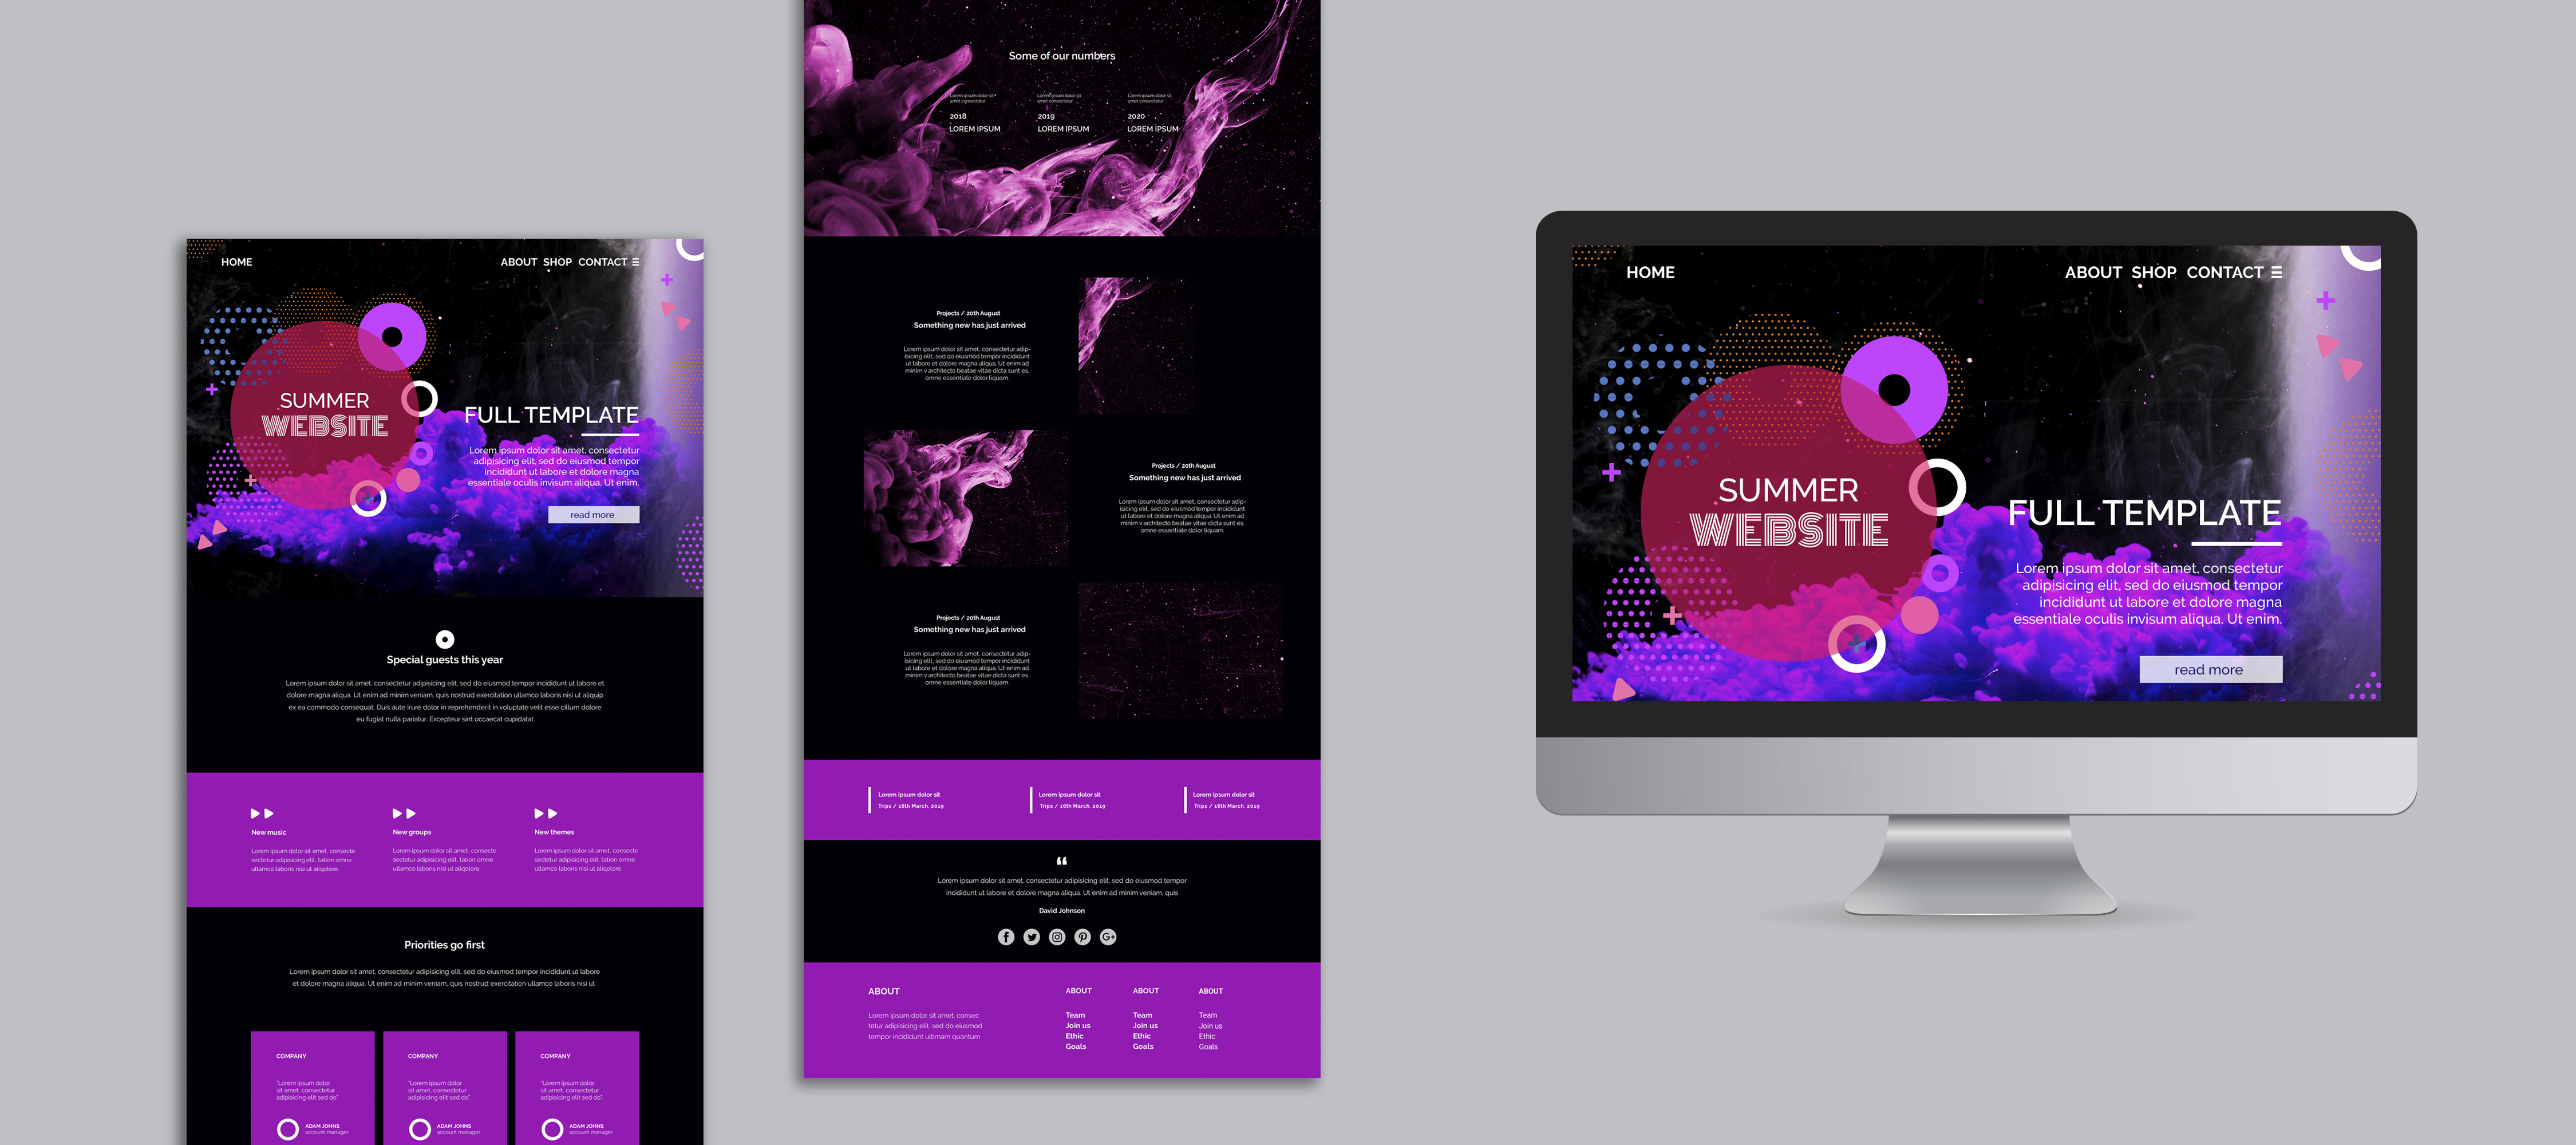 HOME
ABOUT SHOP CONTACT
SUMMER
WEBSITE
FULL TEMPLATE
Lorem ipsum dolor sit amet, consectetur
adipisicing elit, sed do eiusmod tempor
incididunt ut labore et dolore magna
essentiale oculis invisum aliqua. Ut enim.
read more
Special guests this year
Lorem ipsum dolor sit amet, consectetur adipisicing elit, sed do eiusmod tempor incididunt ut labore et
dolore magna aliqua. Ut enim ad minim veniam, quis nostrud exercitation ullamco laboris nisi ut aliquip
ex ea commodo consequat. Duis aute irure dolor in reprehenderit in voluptate velit esse cillum dolore
eu fugiat nulla pariatur. Excepteur sint occaecat cupidatat
New music
Lorem ipsum dolor sit amet, consecte
sectetur adipisicing elit, tation omne
ullamco laboris nisi ut aliqolore.
New groups
Lorem ipsum dolor sit amet, consecte
sectetur adipisicing elit, tation omne
ullamco laboris nisi ut aliqolore.
New themes
Lorem ipsum dolor sit amet, consecte
sectetur adipisicing elit, tation omne
ullamco laboris nisi ut aliqolore.
Priorities go first
Lorem ipsum dolor sit amet, consectetur adipisicing elit, sed do eiusmod tempor incididunt ut labore
et dolore magna aliqua. Ut enim ad minim veniam, quis nostrud exercitation ullamco laboris nisi ut
COMPANY
"Lorem ipsum dolor
sit amet, consectetur
adipisicing elit sed do".
ADAM JOHNS
account manager
COMPANY
"Lorem ipsum dolor
sit amet, consectetur
adipisicing elit sed do".
ADAM JOHNS
account manager
COMPANY
"Lorem ipsum dolor
sit amet, consectetur
adipisicing elit sed do".
ADAM JOHNS
account manager
Some of our numbers
Lorem ipsum dolor sit
amet consectetur
2018
LOREM IPSUM
Lorem ipsum dolor sit
amet consectetur
2019
LOREM IPSUM
Lorem ipsum dolor sit
amet consectetur
2020
LOREM IPSUM
Projects / 20th August
Something new has just arrived
Lorem ipsum dolor sit amet, consectetur adip-
isicing elit, sed do eiusmod tempor incididunt
ut labore et dolore magna aliqua. Ut enim ad
minim v architecto beatae vitae dicta sunt es.
omne essentiale dolor liquam.
Projects / 20th August
Something new has just arrived
Lorem ipsum dolor sit amet, consectetur adip-
isicing elit, sed do eiusmod tempor incididunt
ut labore et dolore magna aliqua. Ut enim ad
minim v architecto beatae vitae dicta sunt es.
omne essentiale dolor liquam.
Projects / 20th August
Something new has just arrived
Lorem ipsum dolor sit amet, consectetur adip-
isicing elit, sed do eiusmod tempor incididunt
ut labore et dolore magna aliqua. Ut enim ad
minim v architecto beatae vitae dicta sunt es.
omne essentiale dolor liquam.
Lorem ipsum dolor sit
Trips / 16th March, 2019
Lorem ipsum dolor sit
Trips / 16th March, 2019
Lorem ipsum dolor sit
Trips / 16th March, 2019
“
Lorem ipsum dolor sit amet, consectetur adipisicing elit, sed do eiusmod tempor
incididunt ut labore et dolore magna aliqua. Ut enim ad minim veniam, quis
David Johnson
ABOUT
Lorem ipsum dolor sit amet, consec
tetur adipisicing elit, sed do eiusmod
tempor incididunt ultimam quantum
ABOUT
Team
Join us
Ethic
Goals
ABOUT
Team
Join us
Ethic
Goals
ABOUT
Team
Join us
Ethic
Goals
HOME
ABOUT SHOP CONTACT
SUMMER
WEBSITE
FULL TEMPLATE
Lorem ipsum dolor sit amet, consectetur
adipisicing elit, sed do eiusmod tempor
incididunt ut labore et dolore magna
essentiale oculis invisum aliqua. Ut enim.
read more